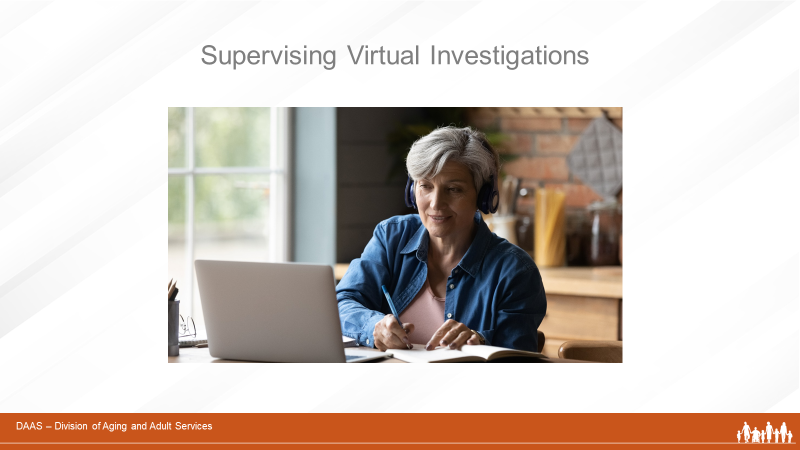 Supervising Virtual Investigations
DAAS – Division of Aging and Adult Services